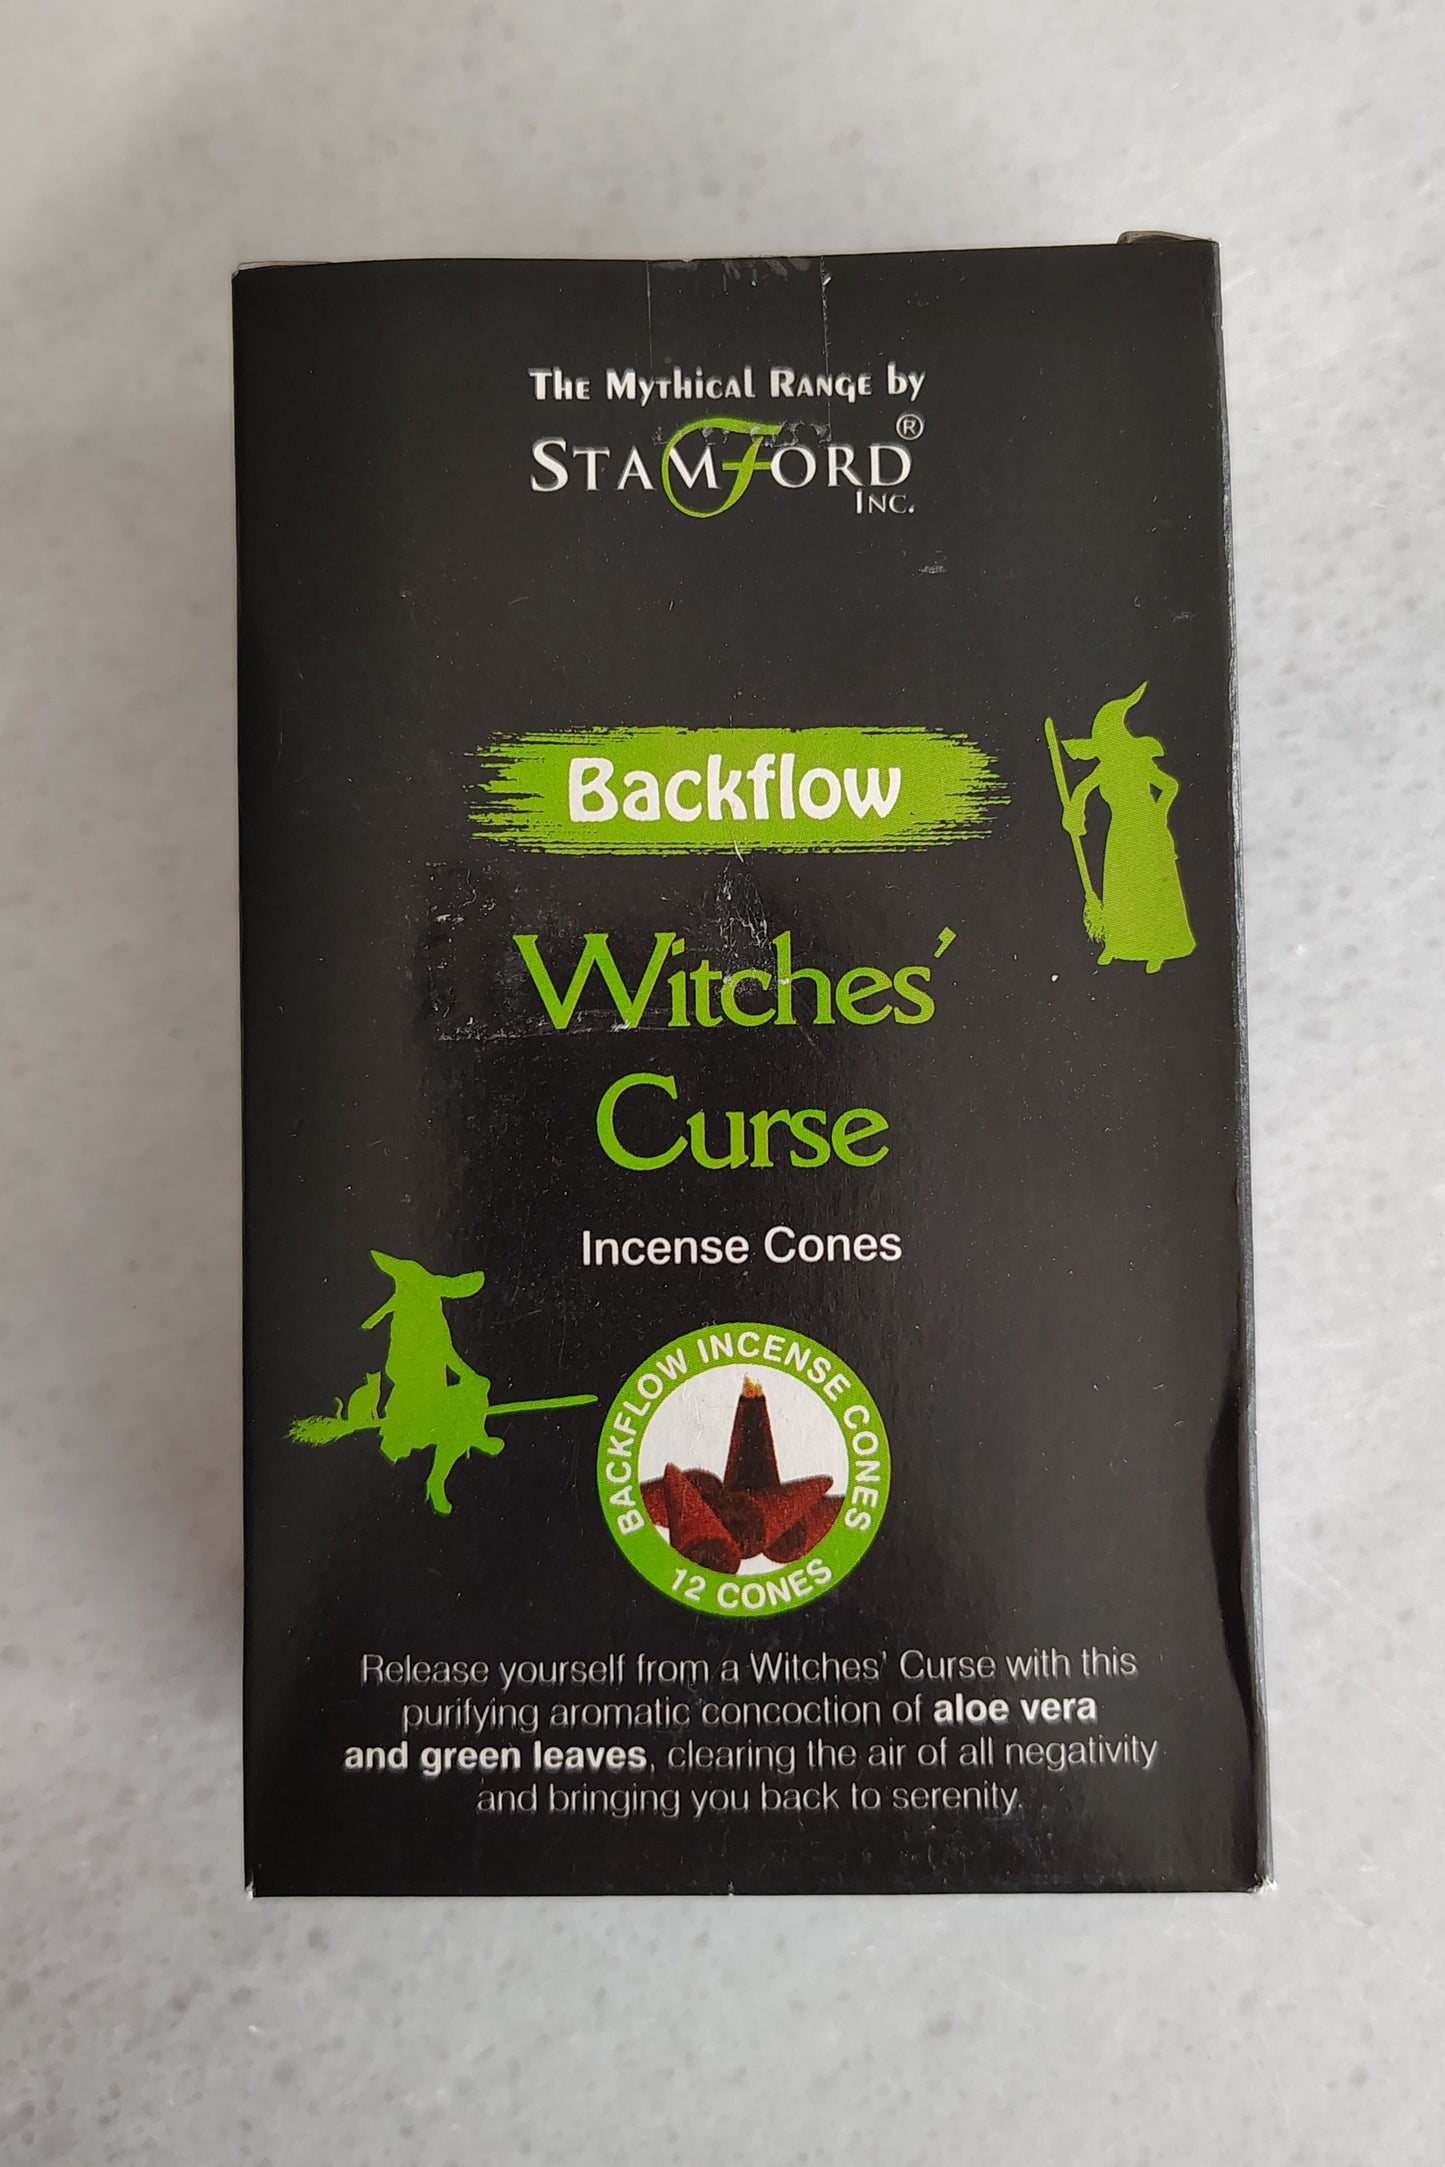 The Mythical Range by
STAMFORD®
INC.
Backflow
Witches'
Curse
Incense Cones
BACKFLOW INCENSE CONES
12 CONES
Release yourself from a Witches' Curse with this
purifying aromatic concoction of aloe vera
and green leaves, clearing the air of all negativity
and bringing you back to serenity.